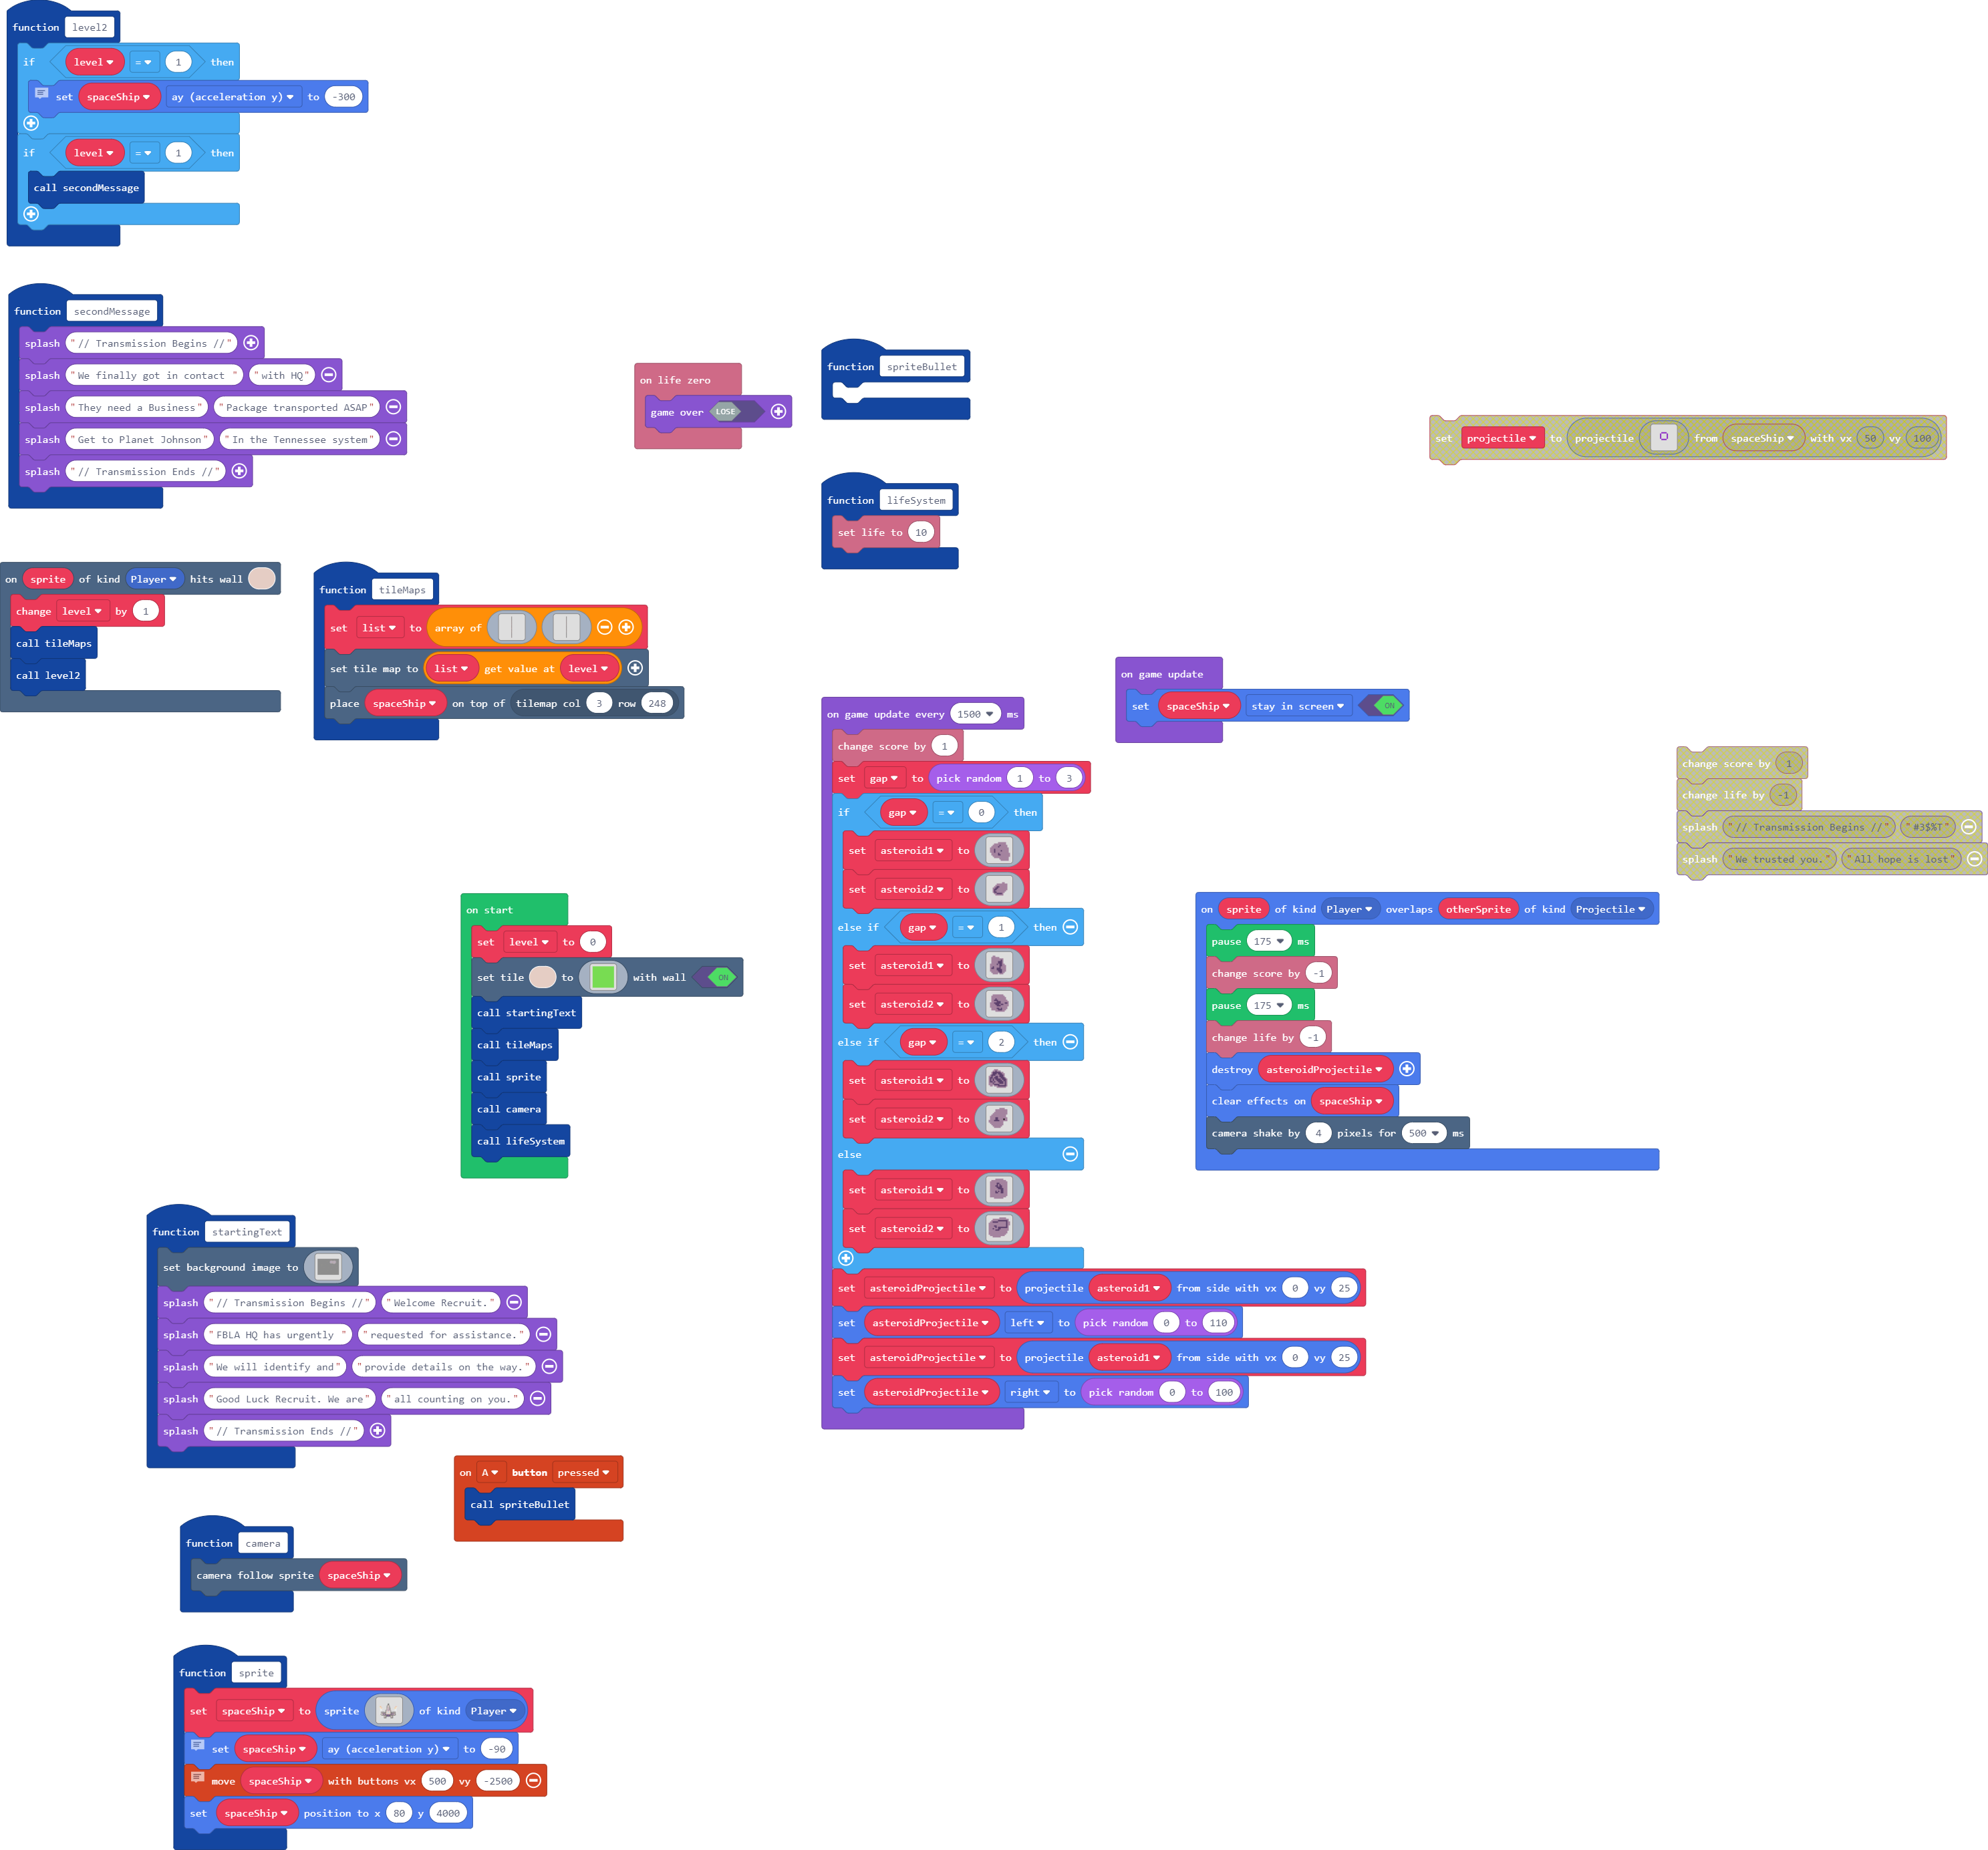 function level2
if level = 1 then
set spaceShip ay (acceleration y) to -300
if level = 1 then
call secondMessage
function secondMessage
splash "// Transmission Begins //"
splash "We finally got in contact " "with HQ"
splash "They need a Business" "Package transported ASAP"
splash "Get to Planet Johnson" "In the Tennessee system"
splash "// Transmission Ends //"
on life zero
game over LOSE
function spriteBullet
function lifeSystem
set life to 10
set projectile to projectile from spaceShip with vx 50 vy 100
on sprite of kind Player hits wall
change level by 1
call tileMaps
call level2
function tileMaps
set list to array of
set tile map to list get value at level
place spaceShip on top of tilemap col 3 row 248
on game update every 1500 ms
change score by 1
set gap to pick random 1 to 3
if gap = 0 then
set asteroid1 to
set asteroid2 to
else if gap = 1 then
set asteroid1 to
set asteroid2 to
else if gap = 2 then
set asteroid1 to
set asteroid2 to
else
set asteroid1 to
set asteroid2 to
set asteroidProjectile to projectile asteroid1 from side with vx 0 vy 25
set asteroidProjectile left to pick random 0 to 110
set asteroidProjectile to projectile asteroid1 from side with vx 0 vy 25
set asteroidProjectile right to pick random 0 to 100
on game update
set spaceShip stay in screen ON
change score by 1
change life by -1
splash "// Transmission Begins //" "#3$%T"
splash "We trusted you." "All hope is lost"
on sprite of kind Player overlaps otherSprite of kind Projectile
pause 175 ms
change score by -1
pause 175 ms
change life by -1
destroy asteroidProjectile
clear effects on spaceShip
camera shake by 4 pixels for 500 ms
on start
set level to 0
set tile to with wall ON
call startingText
call tileMaps
call sprite
call camera
call lifeSystem
function startingText
set background image to
splash "// Transmission Begins //" "Welcome Recruit."
splash "FBLA HQ has urgently " "requested for assistance."
splash "We will identify and" "provide details on the way."
splash "Good Luck Recruit. We are" "all counting on you."
splash "// Transmission Ends //"
on A button pressed
call spriteBullet
function camera
camera follow sprite spaceShip
function sprite
set spaceShip to sprite of kind Player
set spaceShip ay (acceleration y) to -90
move spaceShip with buttons vx 500 vy -2500
set spaceShip position to x 80 y 4000